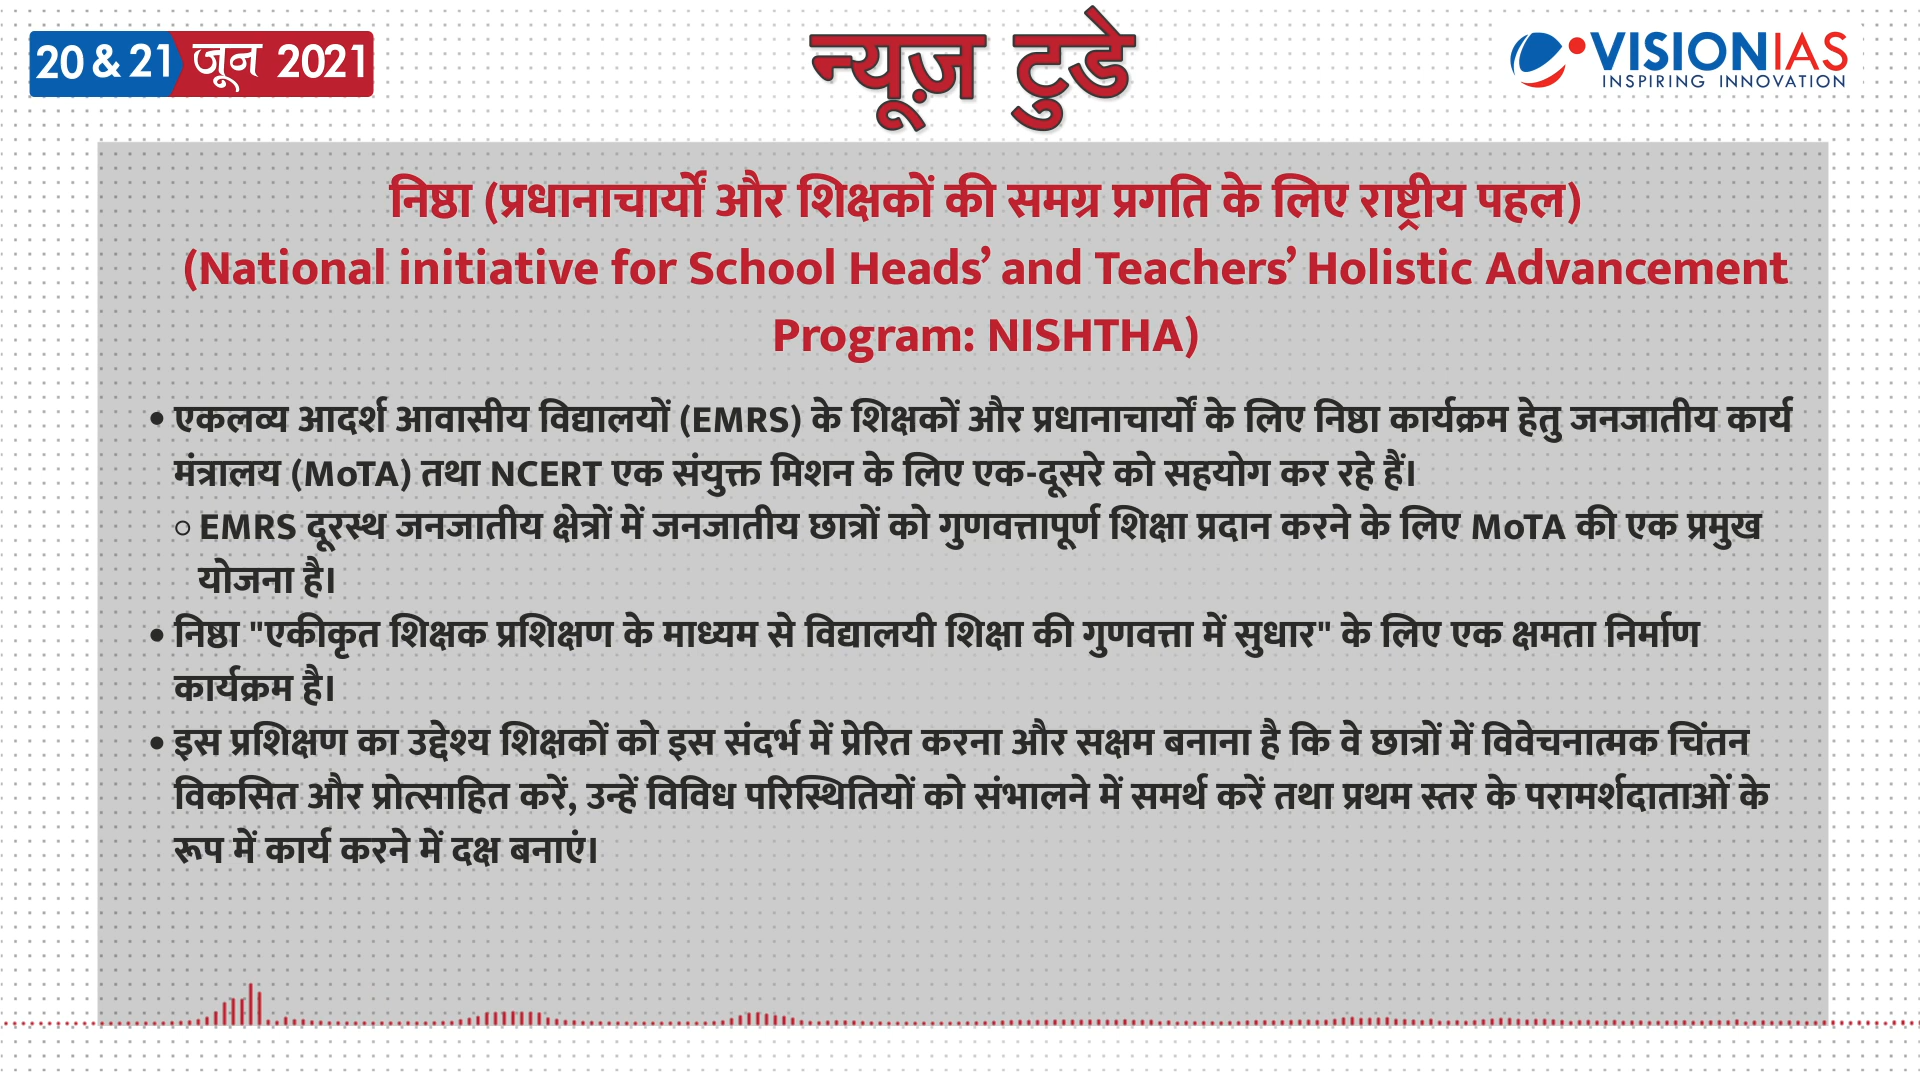 20 & 21 जून 2021
न्यूज़ टुडे
VISIONIAS
INSPIRING INNOVATION
निष्ठा (प्रधानाचार्यों और शिक्षकों की समग्र प्रगति के लिए राष्ट्रीय पहल)
(National initiative for School Heads’ and Teachers’ Holistic Advancement
Program: NISHTHA)
• एकलव्य आदर्श आवासीय विद्यालयों (EMRS) के शिक्षकों और प्रधानाचार्यों के लिए निष्ठा कार्यक्रम हेतु जनजातीय कार्य
मंत्रालय (MoTA) तथा NCERT एक संयुक्त मिशन के लिए एक-दूसरे को सहयोग कर रहे हैं।
○ EMRS दूरस्थ जनजातीय क्षेत्रों में जनजातीय छात्रों को गुणवत्तापूर्ण शिक्षा प्रदान करने के लिए MoTA की एक प्रमुख
योजना है।
• निष्ठा "एकीकृत शिक्षक प्रशिक्षण के माध्यम से विद्यालयी शिक्षा की गुणवत्ता में सुधार" के लिए एक क्षमता निर्माण
कार्यक्रम है।
• इस प्रशिक्षण का उद्देश्य शिक्षकों को इस संदर्भ में प्रेरित करना और सक्षम बनाना है कि वे छात्रों में विवेचनात्मक चिंतन
विकसित और प्रोत्साहित करें, उन्हें विविध परिस्थितियों को संभालने में समर्थ करें तथा प्रथम स्तर के परामर्शदाताओं के
रूप में कार्य करने में दक्ष बनाएं।